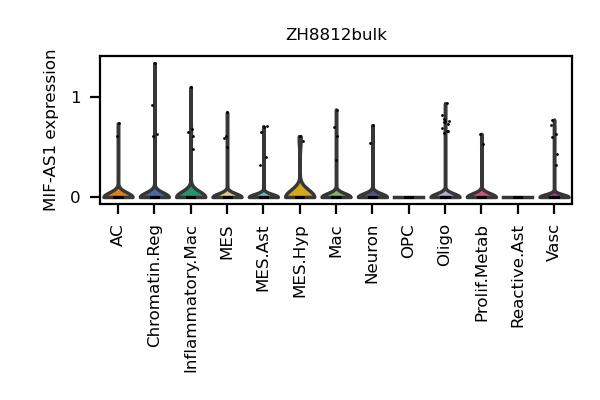 ZH8812bulk
MIF-AS1 expression
1
0
AC
Chromatin.Reg
Inflammatory.Mac
MES
MES.Ast
MES.Hyp
Mac
Neuron
OPC
Oligo
Prolif.Metab
Reactive.Ast
Vasc